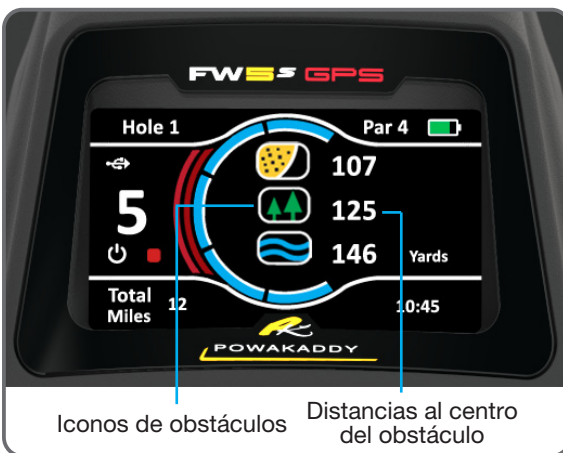 FW5s GPS
Hole 1 Par 4
107
5 125
146 Yards
Total Miles 12 10:45
POWAKADDY
Iconos de obstáculos
Distancias al centro
del obstáculo